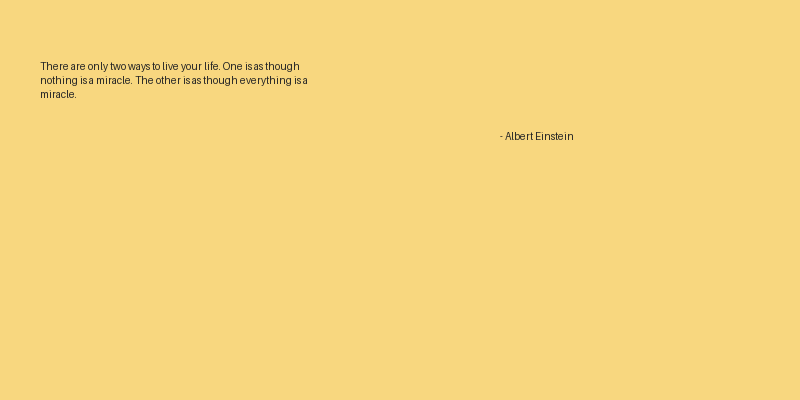 There are only two ways to live your life. One is as though
nothing is a miracle. The other is as though everything is a
miracle.
- Albert Einstein